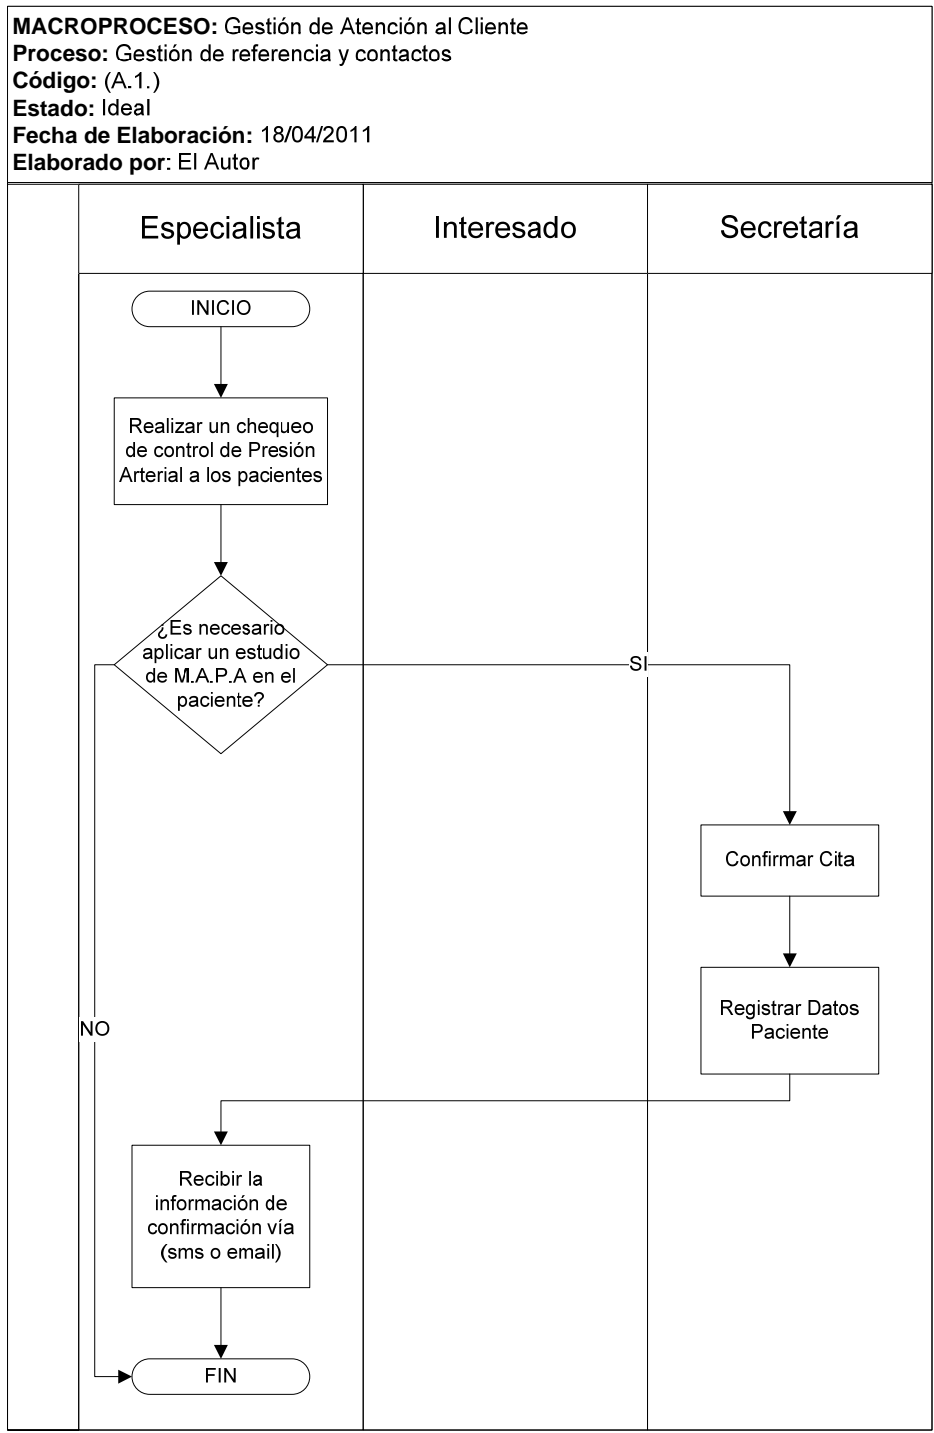 MACROPROCESO: Gestión de Atención al Cliente
Proceso: Gestión de referencia y contactos
Código: (A.1.)
Estado: Ideal
Fecha de Elaboración: 18/04/2011
Elaborado por: El Autor
Especialista
Interesado
Secretaría
INICIO
Realizar un chequeo
de control de Presión
Arterial a los pacientes
¿Es necesario
aplicar un estudio
de M.A.P.A en el
paciente?
SI
Confirmar Cita
Registrar Datos
Paciente
NO
Recibir la
información de
confirmación vía
(sms o email)
FIN